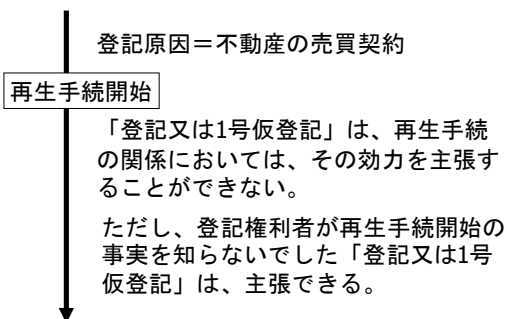 登記原因＝不動産の売買契約
再生手続開始
「登記又は1号仮登記」は、再生手続
の関係においては、その効力を主張す
ることができない。
ただし、登記権利者が再生手続開始の
事実を知らないでした「登記又は1号
仮登記」は、主張できる。